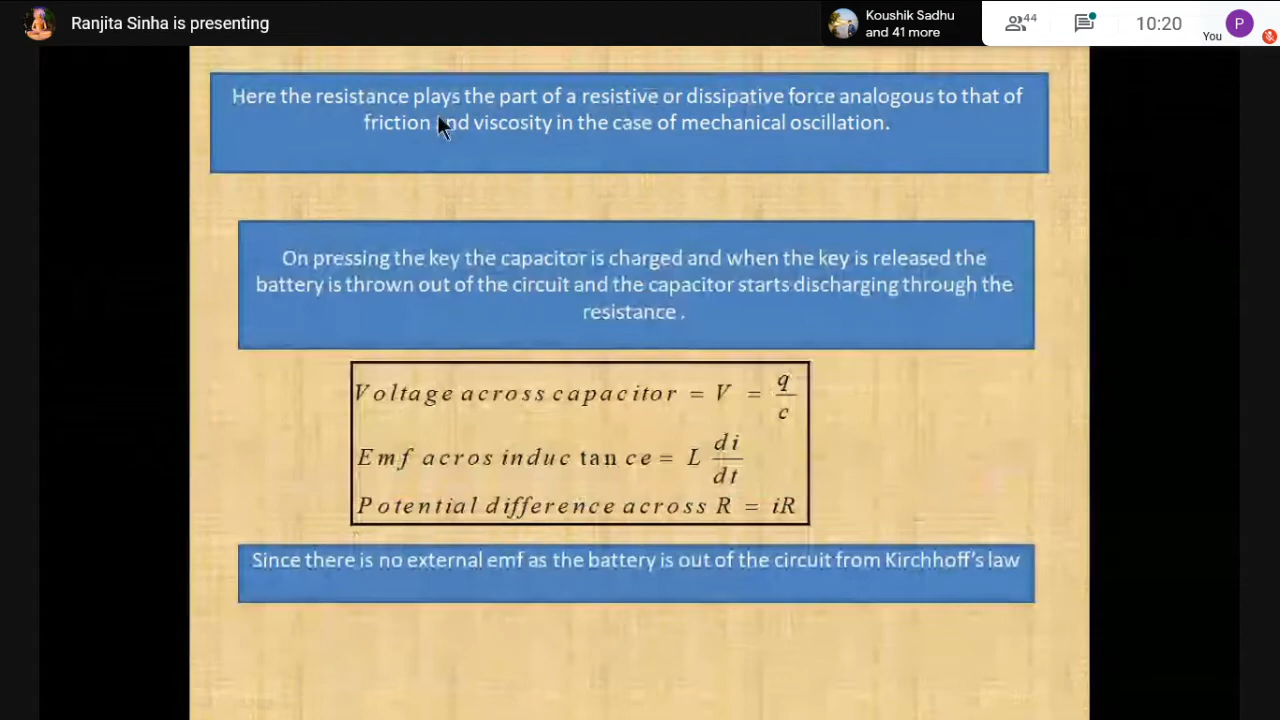 Ranjita Sinha is presenting
Koushik Sadhu
and 41 more
44
10:20
You
P
Here the resistance plays the part of a resistive or dissipative force analogous to that of
friction and viscosity in the case of mechanical oscillation.
On pressing the key the capacitor is charged and when the key is released the
battery is thrown out of the circuit and the capacitor starts discharging through the
resistance .
Voltage across capacitor = V = q/c
Emf acros induc tan ce = L di/dt
Potential difference across R = iR
Since there is no external emf as the battery is out of the circuit from Kirchhoff's law